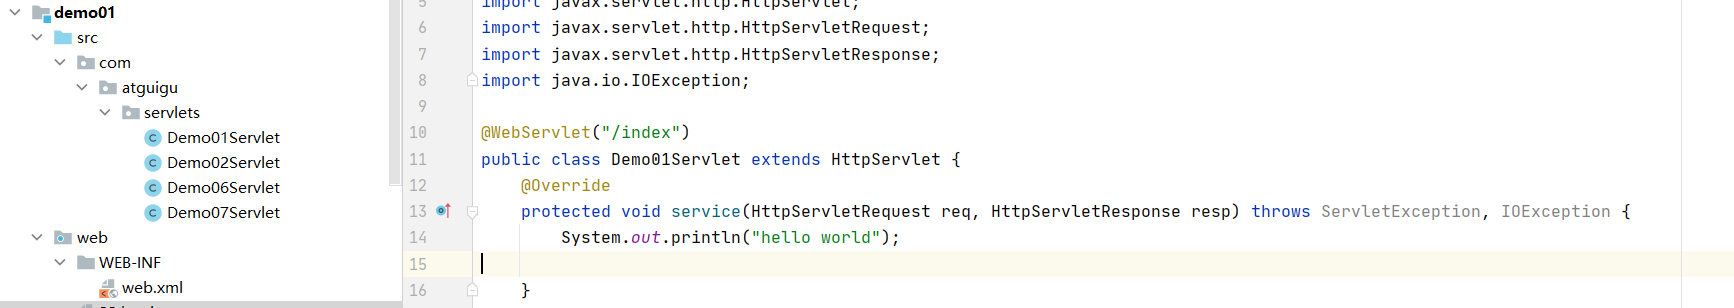 demo01
src
com
atguigu
servlets
Demo01Servlet
Demo02Servlet
Demo06Servlet
Demo07Servlet
web
WEB-INF
web.xml
5 import javax.servlet.http.HttpServlet;
6 import javax.servlet.http.HttpServletRequest;
7 import javax.servlet.http.HttpServletResponse;
8 import java.io.IOException;
9
10 @WebServlet("/index")
11 public class Demo01Servlet extends HttpServlet {
12 @Override
13 protected void service(HttpServletRequest req, HttpServletResponse resp) throws ServletException, IOException {
14 System.out.println("hello world");
15
16 }